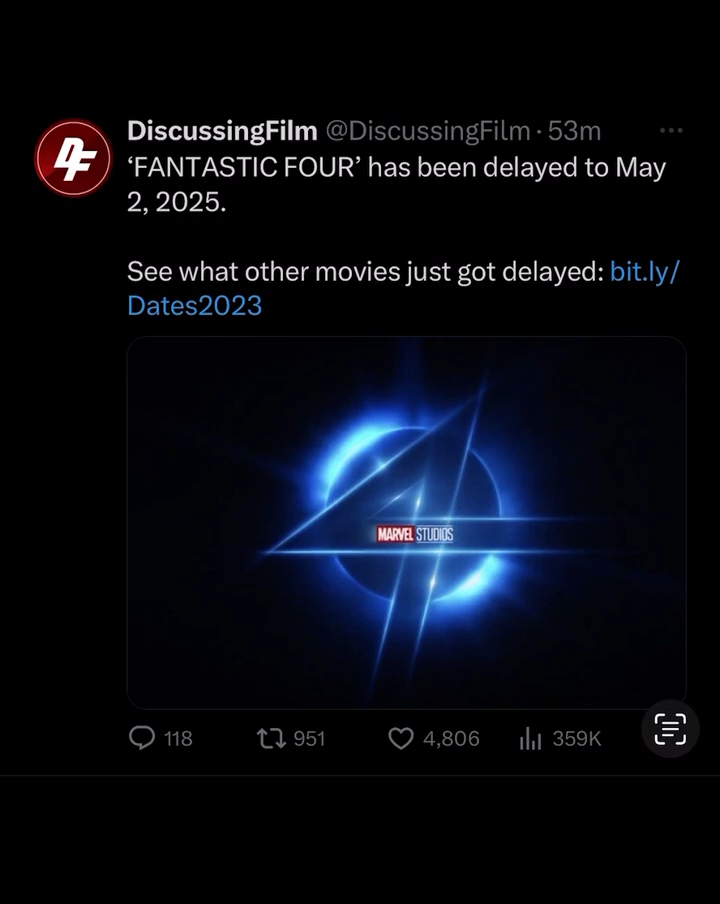 DiscussingFilm @DiscussingFilm · 53m
‘FANTASTIC FOUR’ has been delayed to May
2, 2025.
See what other movies just got delayed: bit.ly/
Dates2023
MARVEL STUDIOS
118 951 4,806 359K